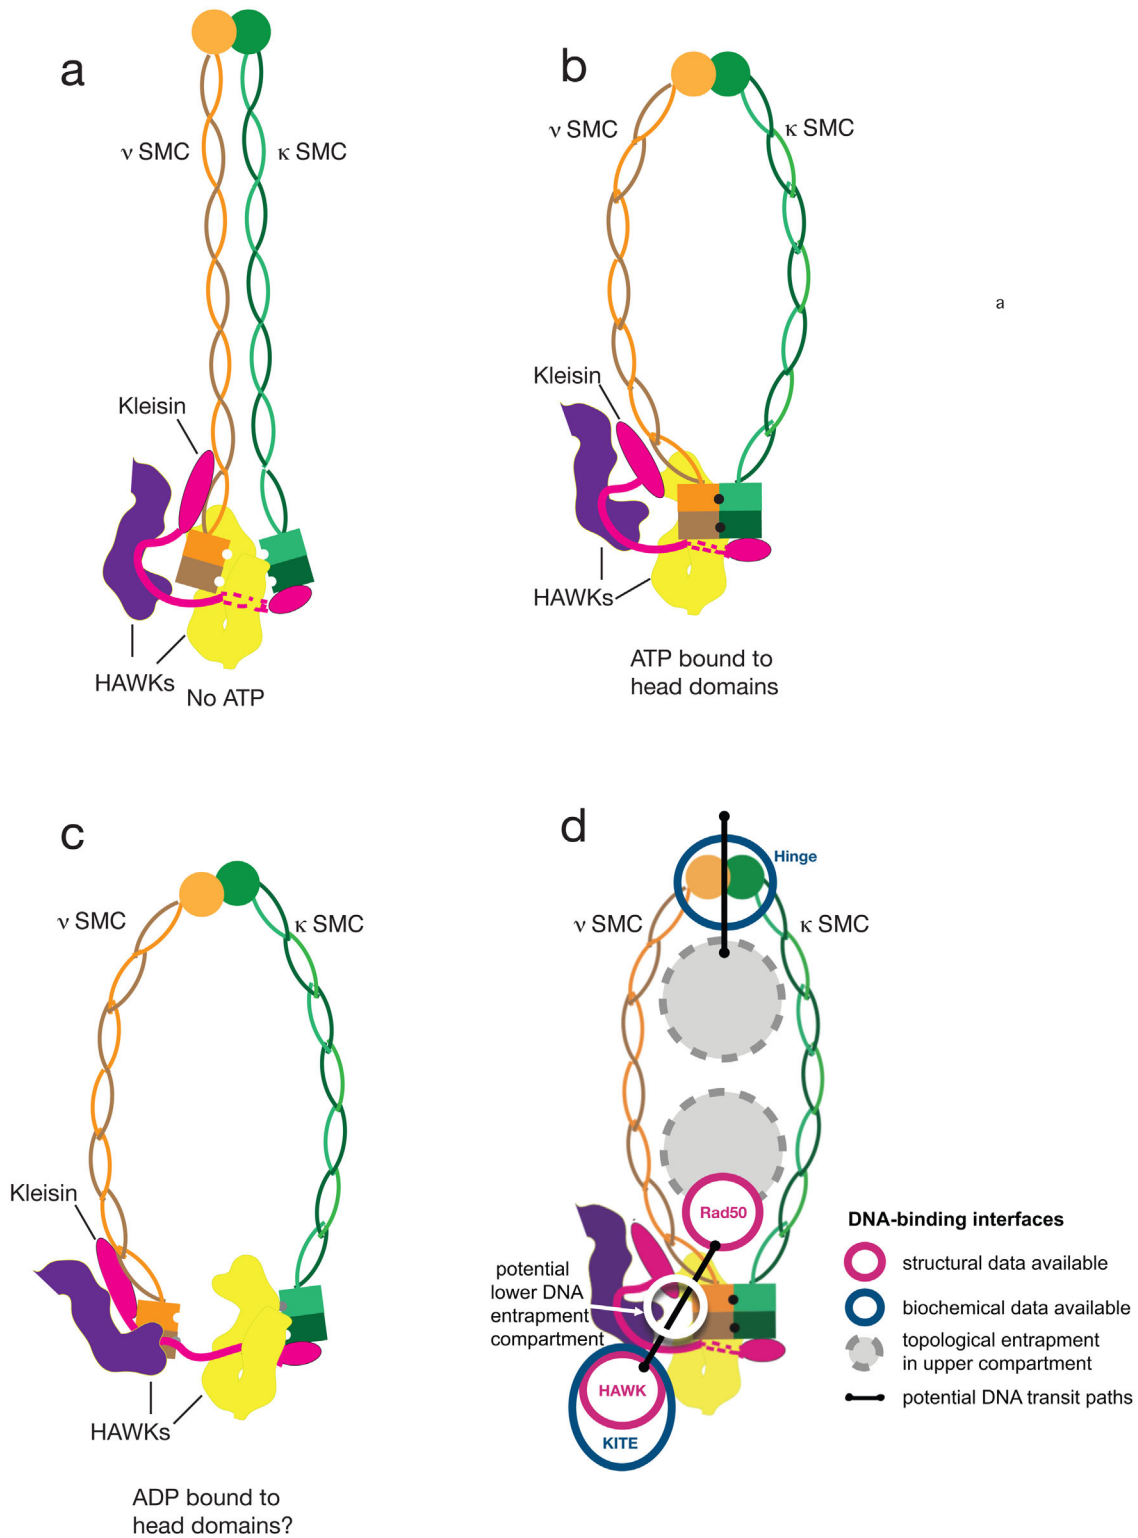 a
ν SMC
κ SMC
Kleisin
HAWKs
No ATP
b
ν SMC
κ SMC
a
Kleisin
HAWKs
ATP bound to
head domains
c
ν SMC
κ SMC
Kleisin
HAWKs
ADP bound to
head domains?
d
Hinge
ν SMC
κ SMC
Rad50
potential
lower DNA
entrapment
compartment
HAWK
KITE
DNA-binding interfaces
structural data available
biochemical data available
topological entrapment
in upper compartment
potential DNA transit paths